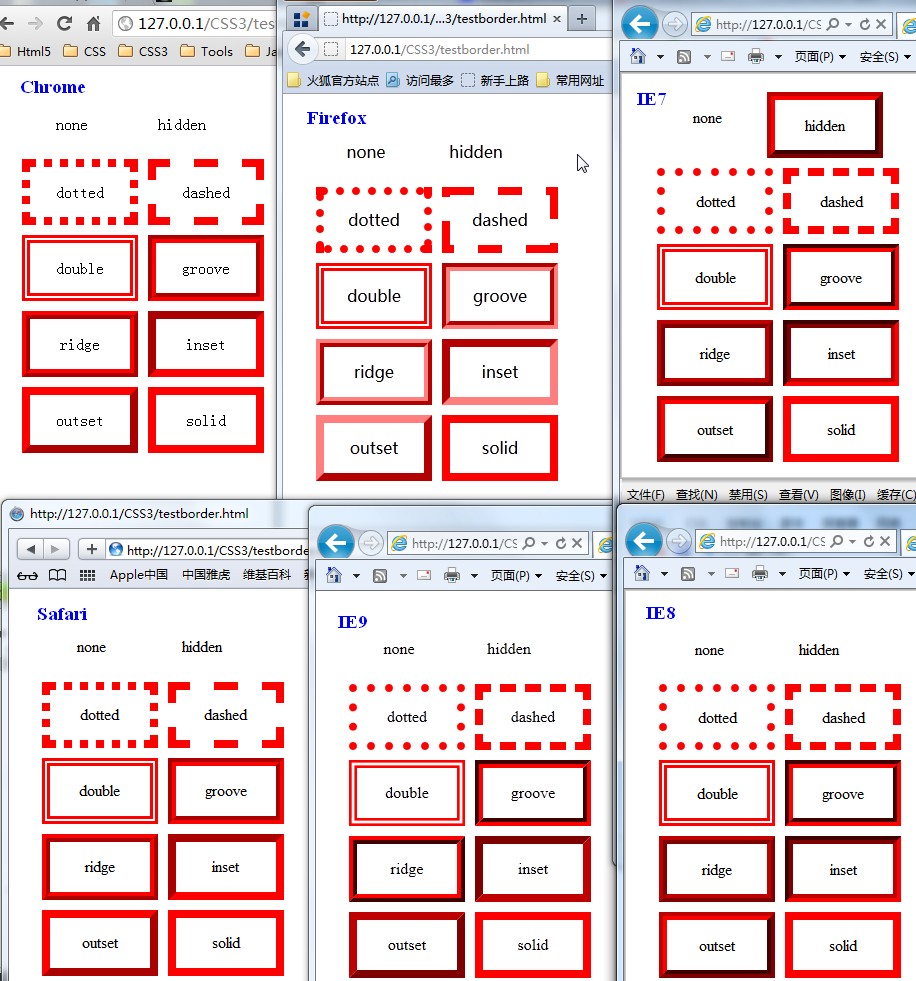 127.0.0.1/CSS3/tes
Html5 CSS CSS3 Tools Ja
Chrome
none hidden
dotted dashed
double groove
ridge inset
outset solid
http://127.0.0.1/...3/testborder.html
127.0.0.1/CSS3/testborder.html
火狐官方站点 访问最多 新手上路 常用网址
Firefox
none hidden
dotted dashed
double groove
ridge inset
outset solid
http://127.0.0.1/CS
页面(P) 安全(S)
IE7
none hidden
dotted dashed
double groove
ridge inset
outset solid
文件(F) 查找(N) 禁用(S) 查看(V) 图像(I) 缓存(C)
http://127.0.0.1/CSS3/testborder.html
http://127.0.0.1/CSS3/testborde
Apple中国 中国雅虎 维基百科
Safari
none hidden
dotted dashed
double groove
ridge inset
outset solid
http://127.0.0.1/CS
页面(P) 安全(S)
IE9
none hidden
dotted dashed
double groove
ridge inset
outset solid
http://127.0.0.1/CS
页面(P) 安全(S)
IE8
none hidden
dotted dashed
double groove
ridge inset
outset solid